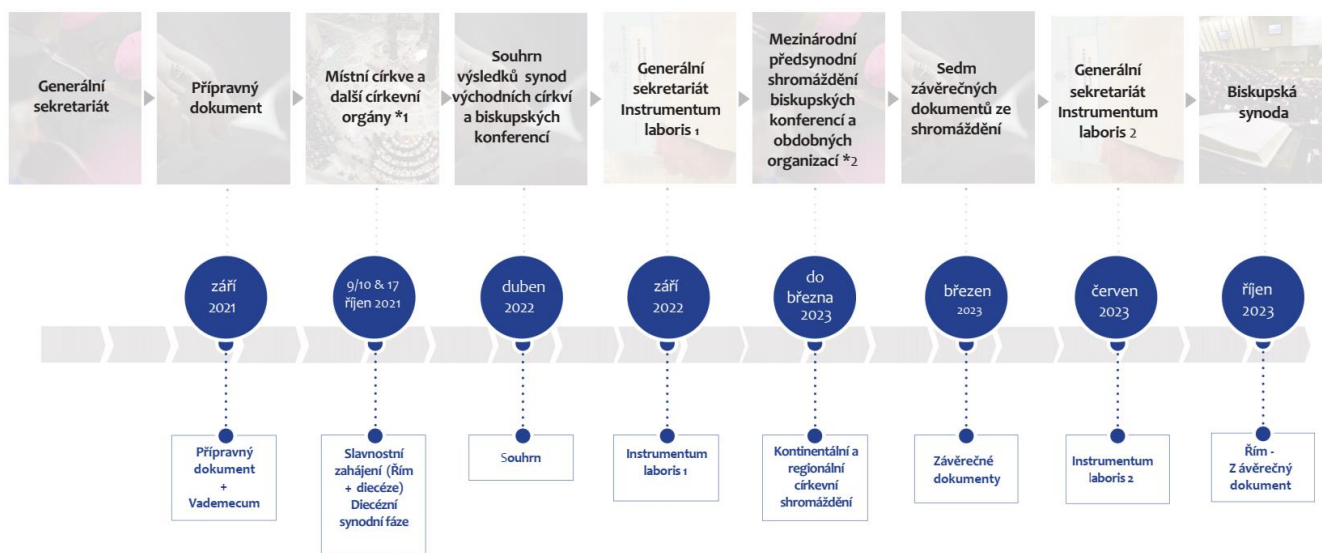 Generální
sekretariát
Přípravný
dokument
Místní církve a
další církevní
orgány *1
Souhrn
výsledků synod
východních církví
a biskupských
konferencí
Generální
sekretariát
Instrumentum
laboris 1
Mezinárodní
předsynodní
shromáždění
biskupských
konferencí a
obdobných
organizací *2
Sedm
závěrečných
dokumentů ze
shromáždění
Generální
sekretariát
Instrumentum
laboris 2
Biskupská
synoda
září
2021
9/10 & 17
říjen 2021
duben
2022
září
2022
do
března
2023
březen
2023
červen
2023
říjen
2023
Přípravný
dokument
+
Vademecum
Slavnostní
zahájení (Řím
+ diecéze)
Diecézní
synodní fáze
Souhrn
Instrumentum
laboris 1
Kontinentální a
regionální
církevní
shromáždění
Závěrečné
dokumenty
Instrumentum
laboris 2
Řím -
Z ávěrečný
dokument